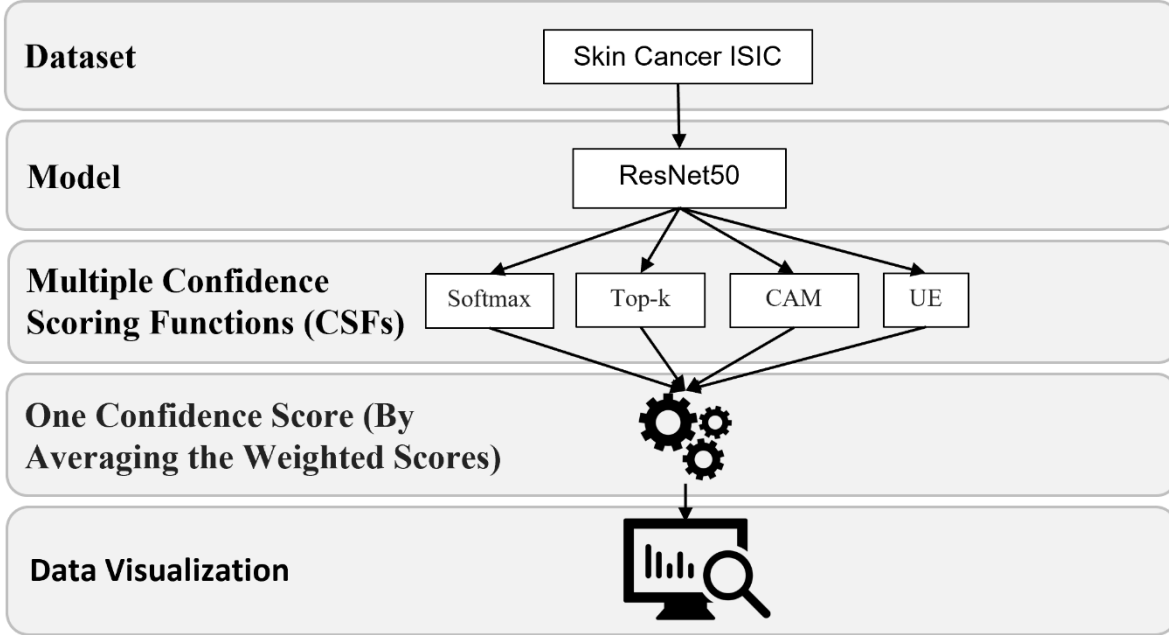 Dataset
Skin Cancer ISIC
Model
ResNet50
Multiple Confidence
Scoring Functions (CSFs)
Softmax
Top-k
CAM
UE
One Confidence Score (By
Averaging the Weighted Scores)
Data Visualization